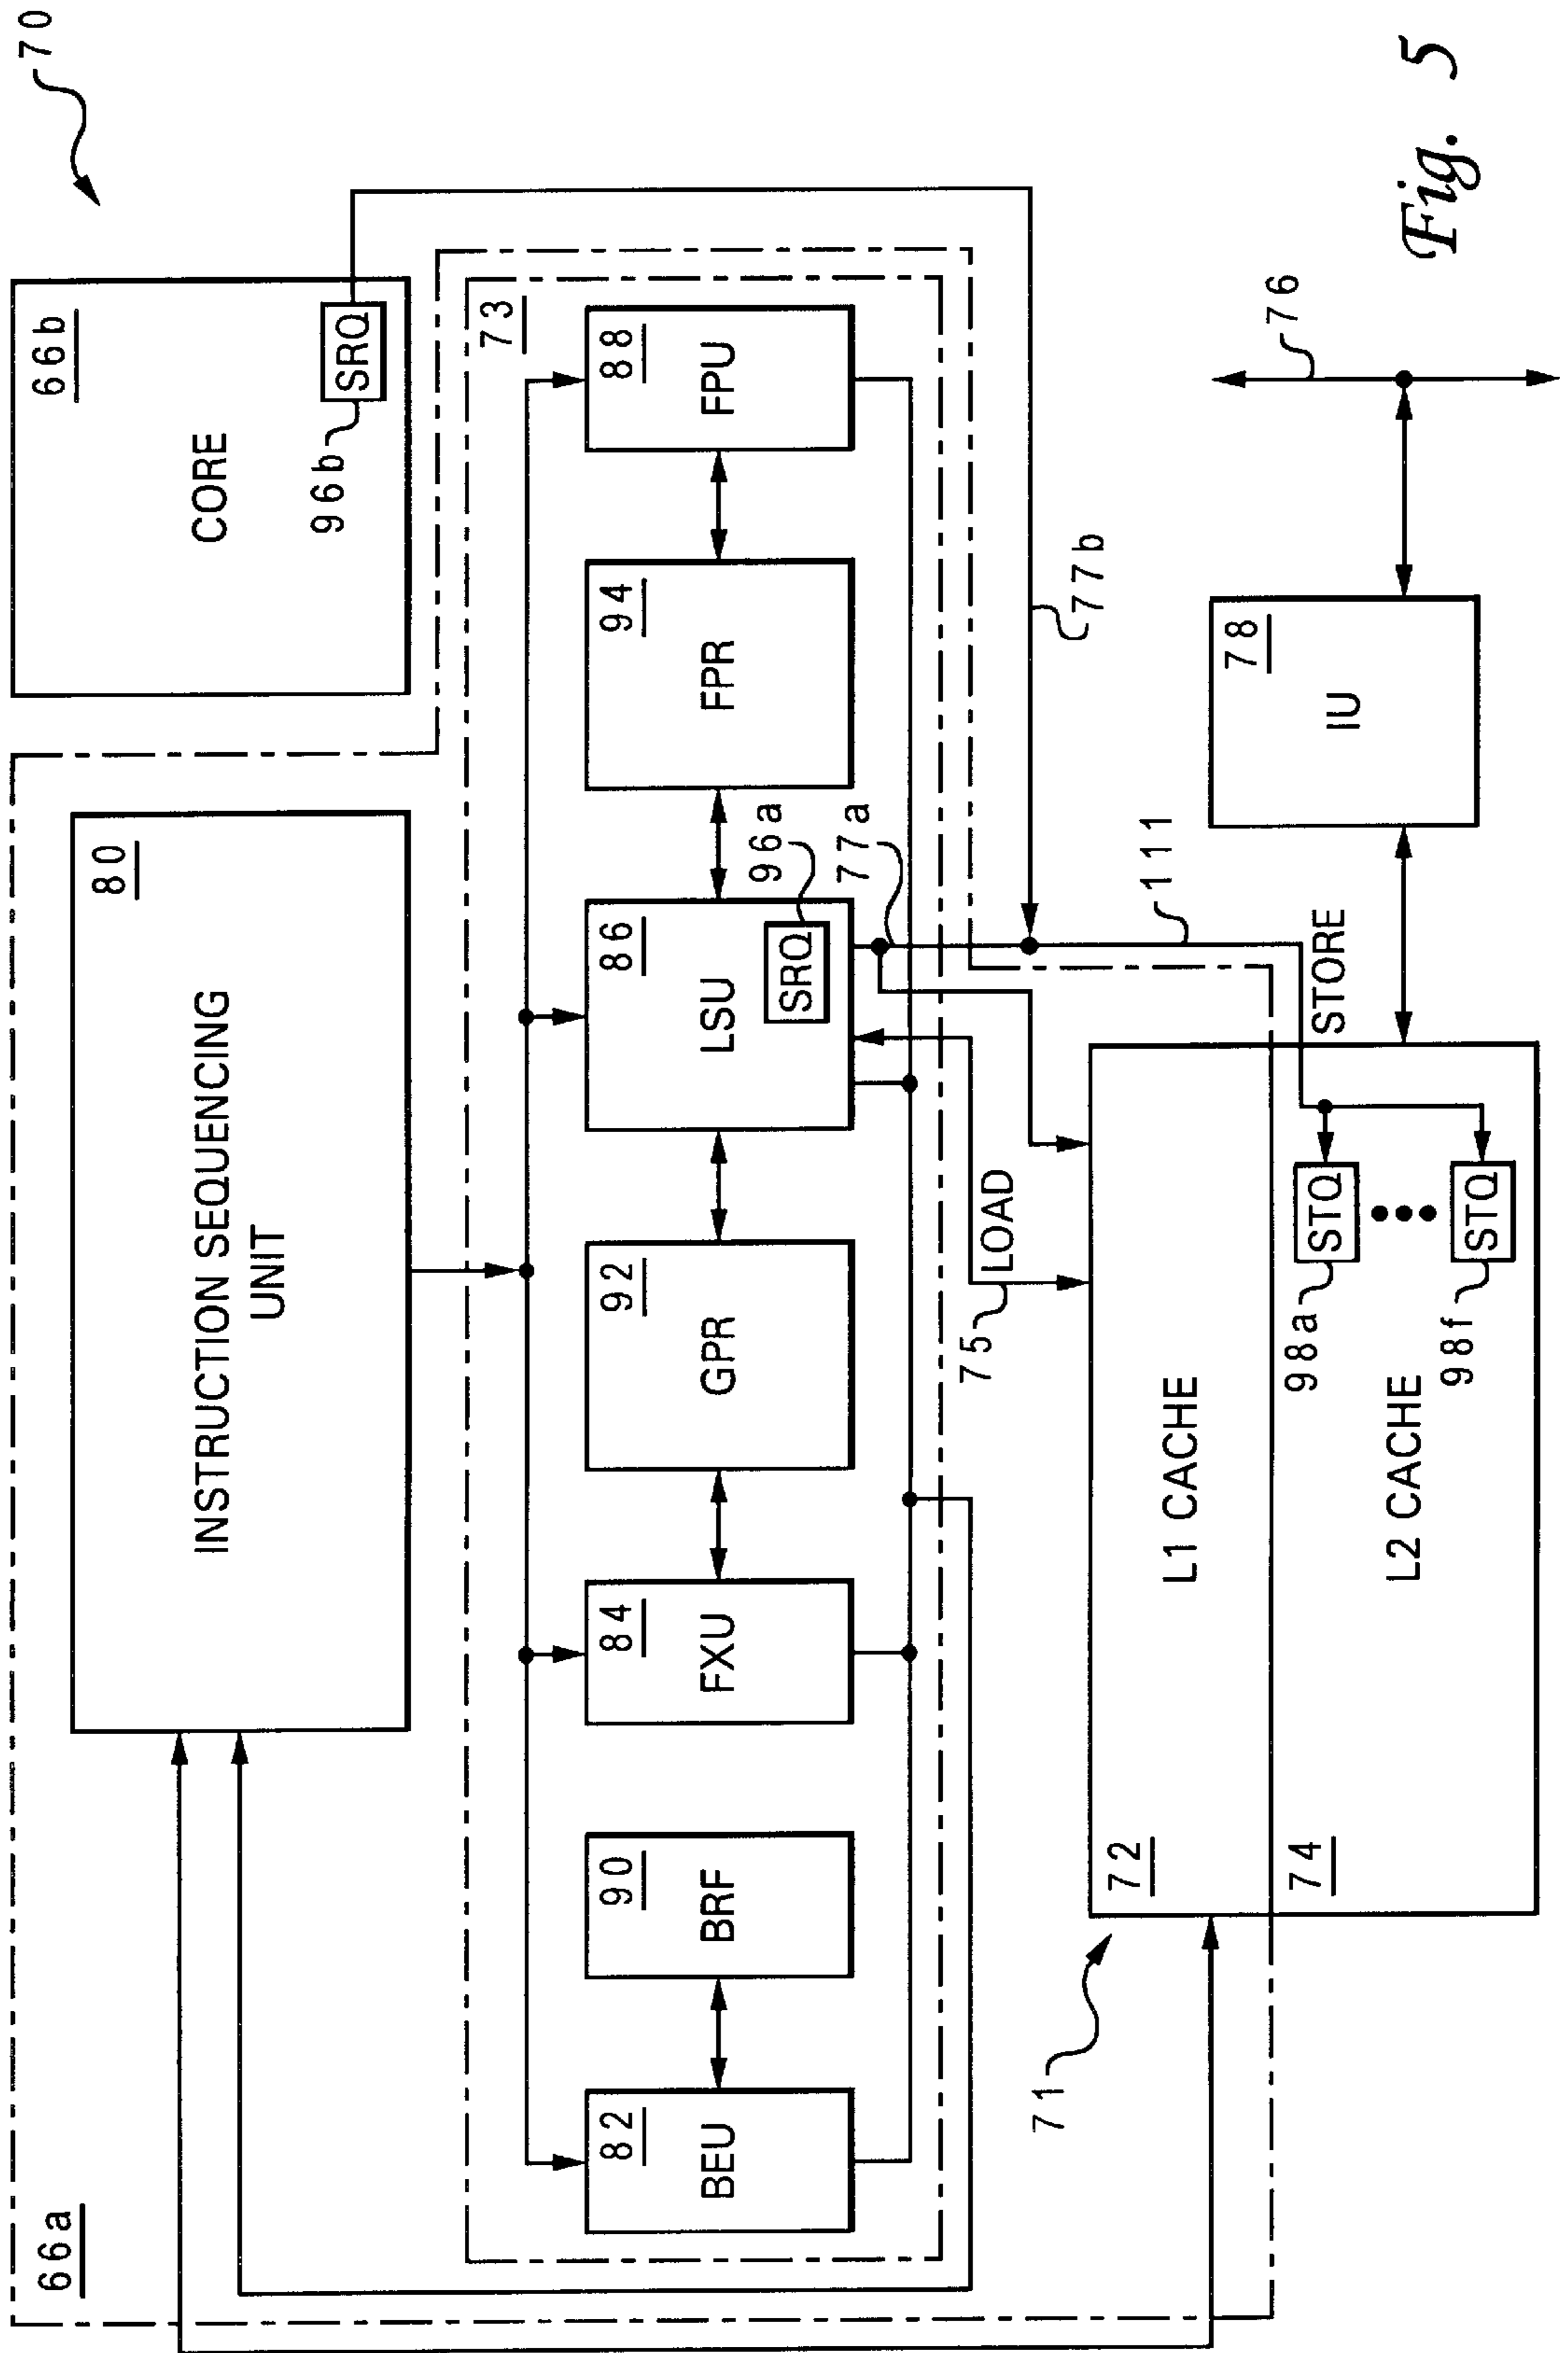 70
66a
80
INSTRUCTION SEQUENCING
UNIT
66b
CORE
SRQ
96b
73
82
BEU
90
BRF
84
FXU
92
GPR
86
LSU
SRQ
96a
77a
94
FPR
88
FPU
75
LOAD
77b
71
72
L1 CACHE
74
L2 CACHE
98a
STQ
98f
STQ
STORE
111
78
IU
76
Fig. 5